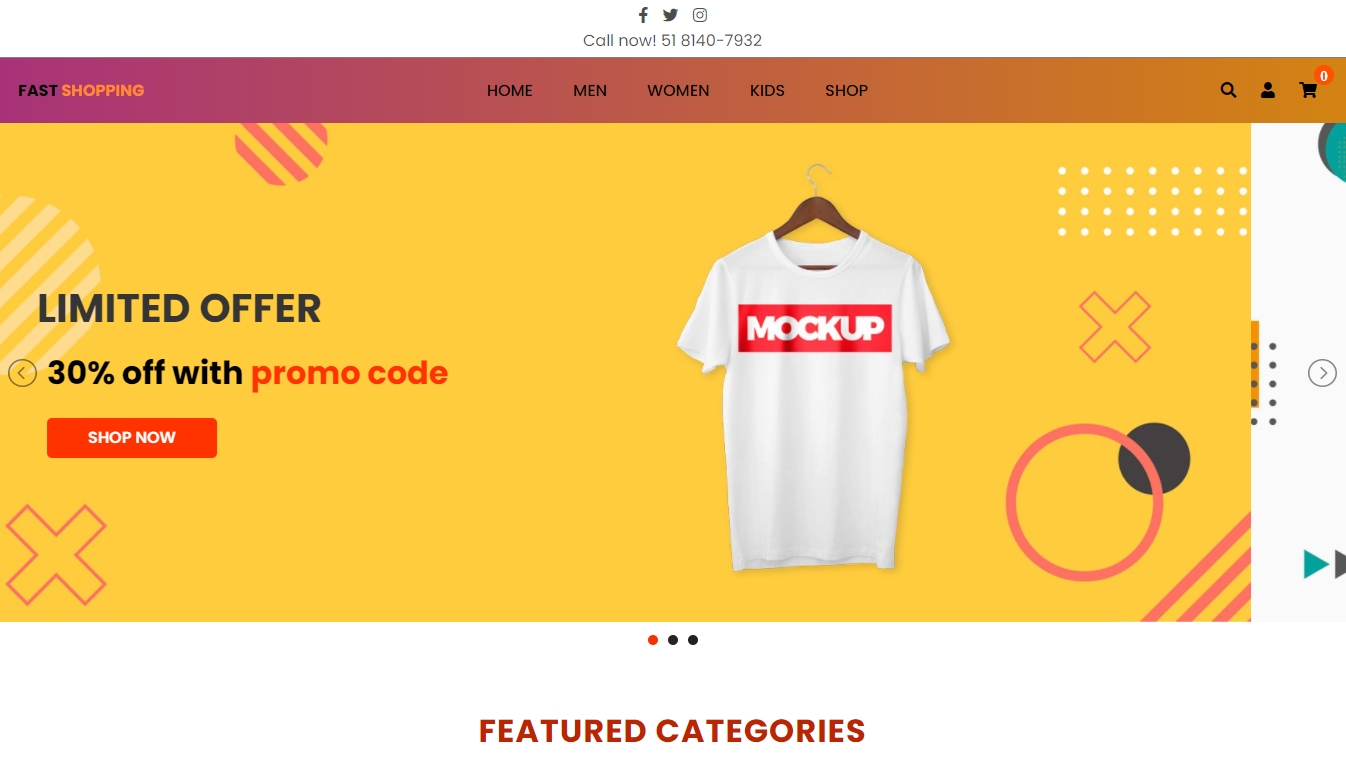 Call now! 51 8140-7932
FAST SHOPPING
HOME MEN WOMEN KIDS SHOP
0
LIMITED OFFER
30% off with promo code
SHOP NOW
MOCKUP
FEATURED CATEGORIES